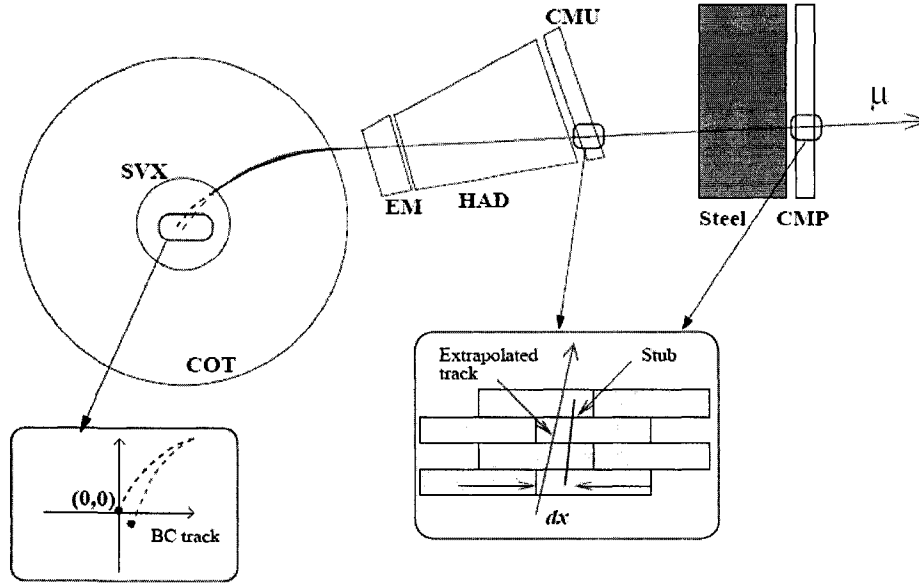 CMU
μ
SVX
EM
HAD
Steel
CMP
COT
Extrapolated
track
Stub
dx
(0,0)
BC track